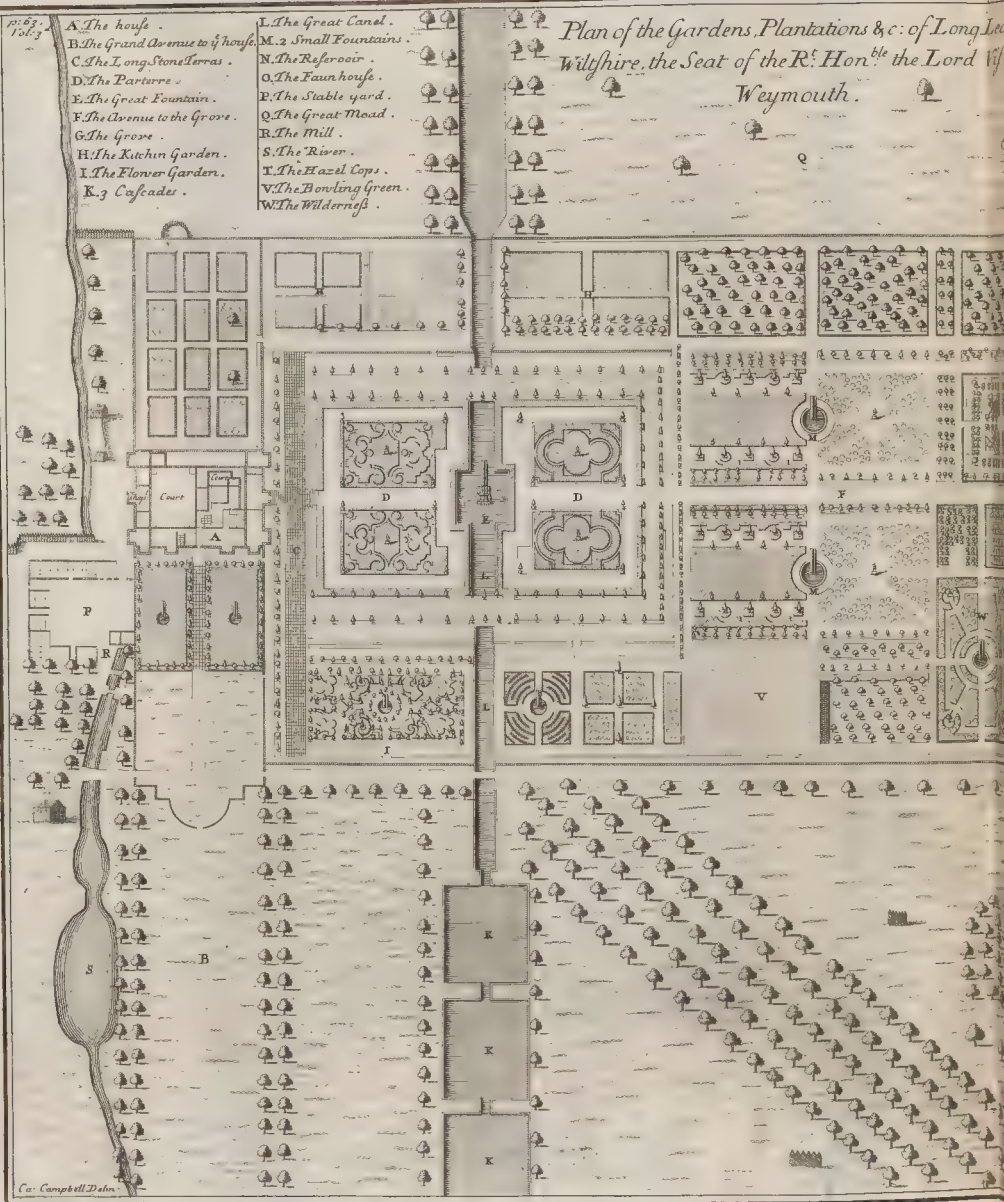 p: 63.
Vol: 3
A. The houſe.
B. The Grand Avenue to yͤ houſe.
C. The Long Stone Terras.
D. The Parterre.
E. The Great Fountain.
F. The Avenue to the Grove.
G. The Grove.
H. The Kitchin Garden.
I. The Flower Garden.
K. 3 Caſcades.
L. The Great Canel.
M. 2 Small Fountains.
N. The Reſervoir.
O. The Faunhouſe.
P. The Stable yard.
Q. The Great Mead.
R. The Mill.
S. The River.
T. The Hazel Cops.
V. The Bowling Green.
W. The Wilderneſs.
Plan of the Gardens, Plantations & c: of Long
Wiltſhire, the Seat of the Rᵗ. Honᵇˡᵉ the Lord
Weymouth.
Q
H
H
M
D
D
F
Court
Court
A
E
C
L
M
P
W
R
L
V
I
B
K
S
K
K
Ca: Campbell Delin.